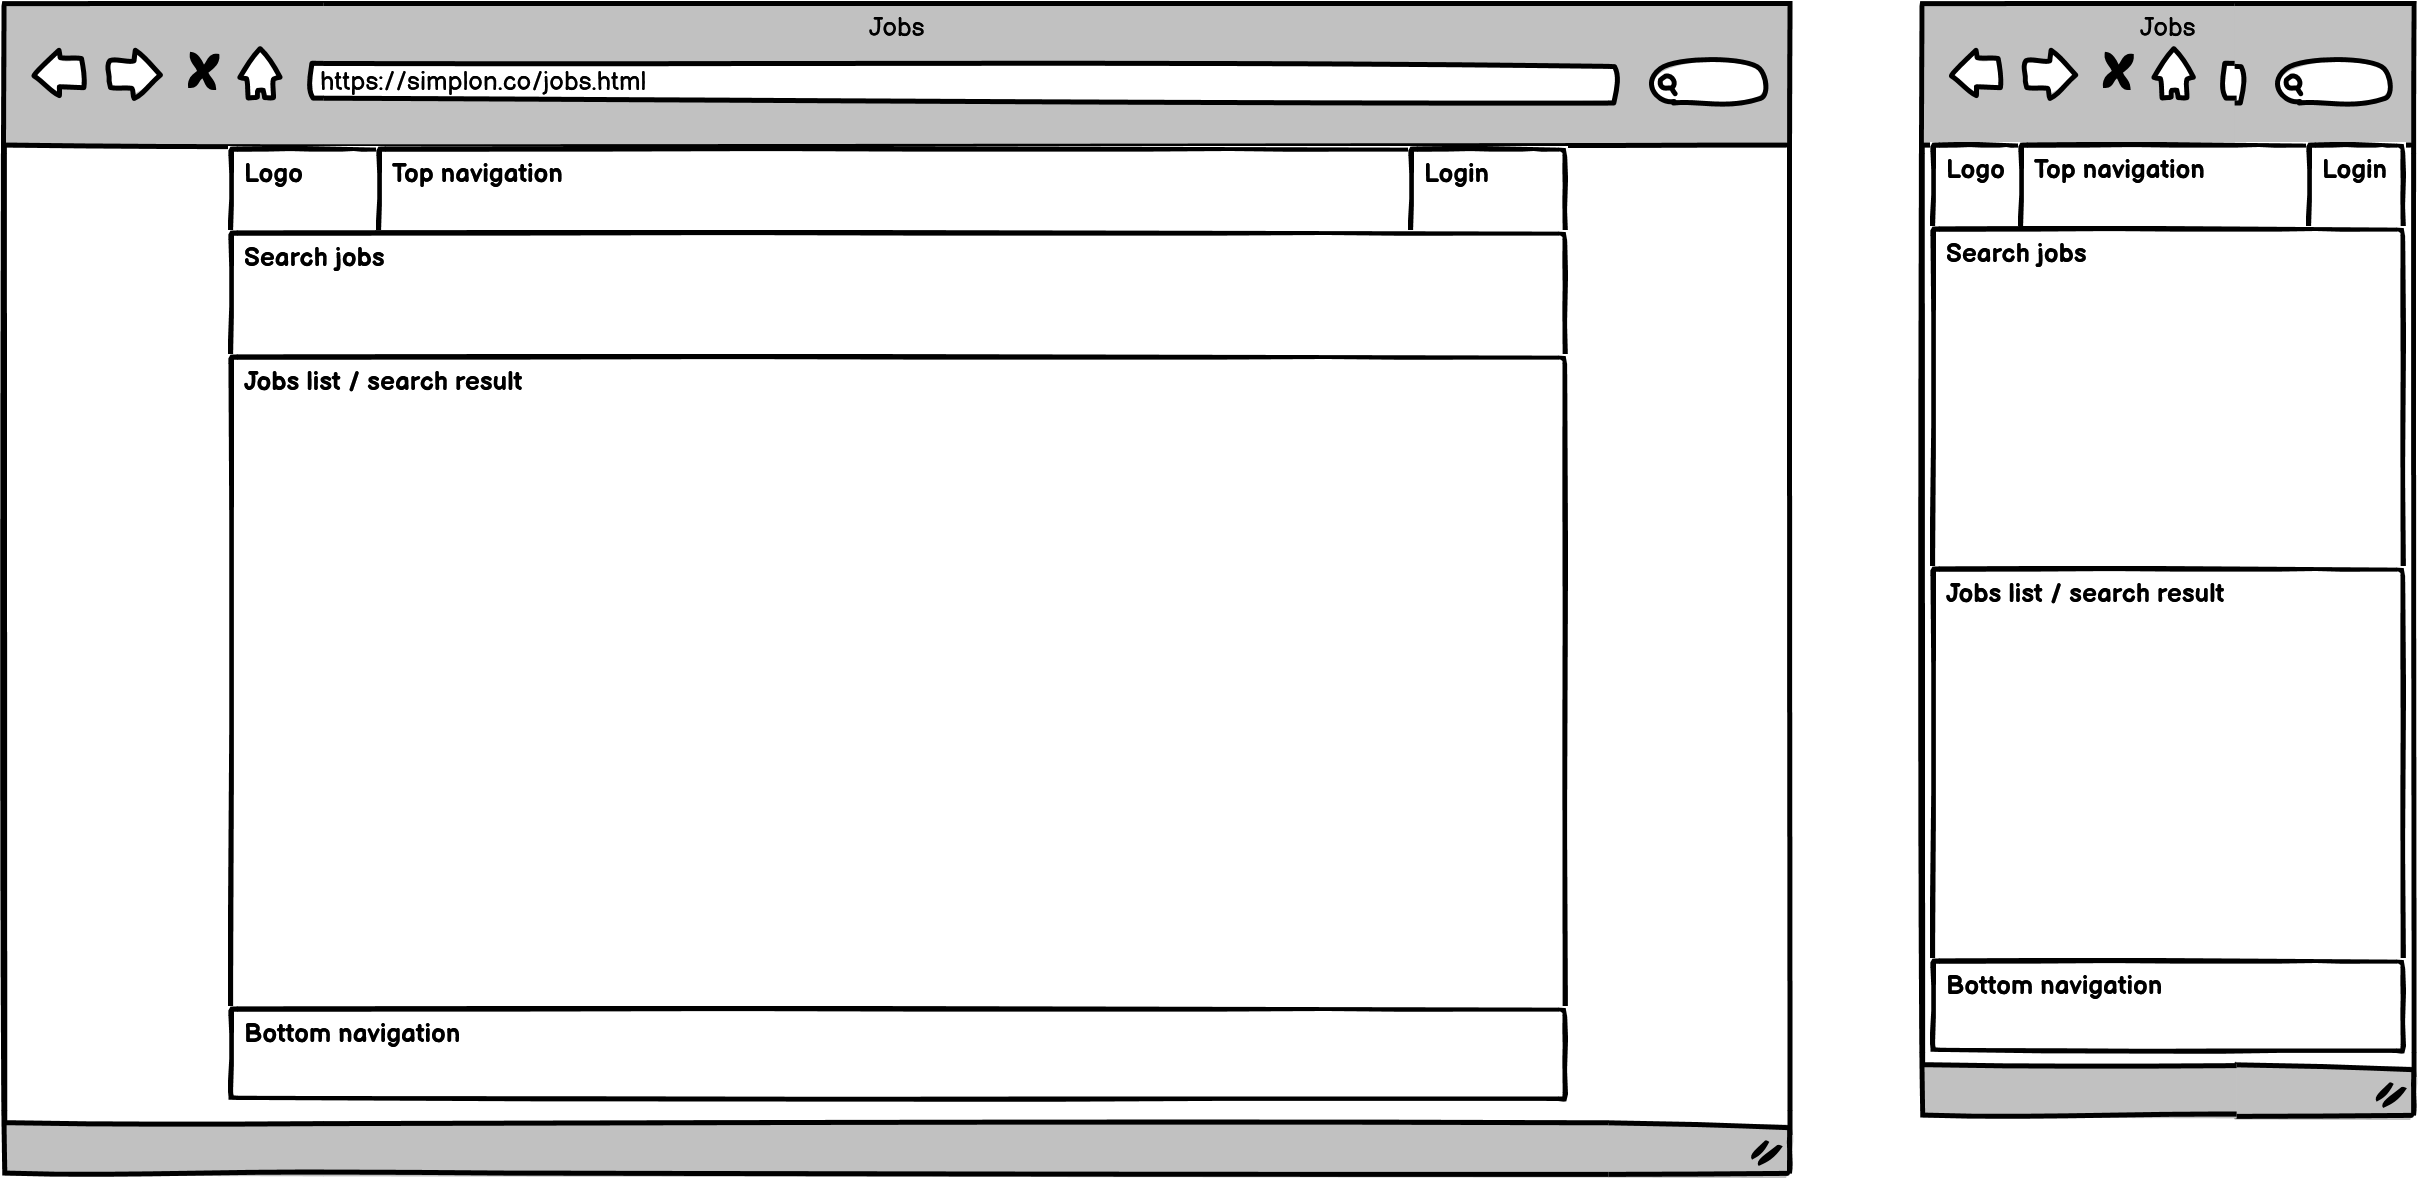 Jobs
https://simplon.co/jobs.html
Logo
Top navigation
Login
Search jobs
Jobs list / search result
Bottom navigation
Jobs
Logo
Top navigation
Login
Search jobs
Jobs list / search result
Bottom navigation